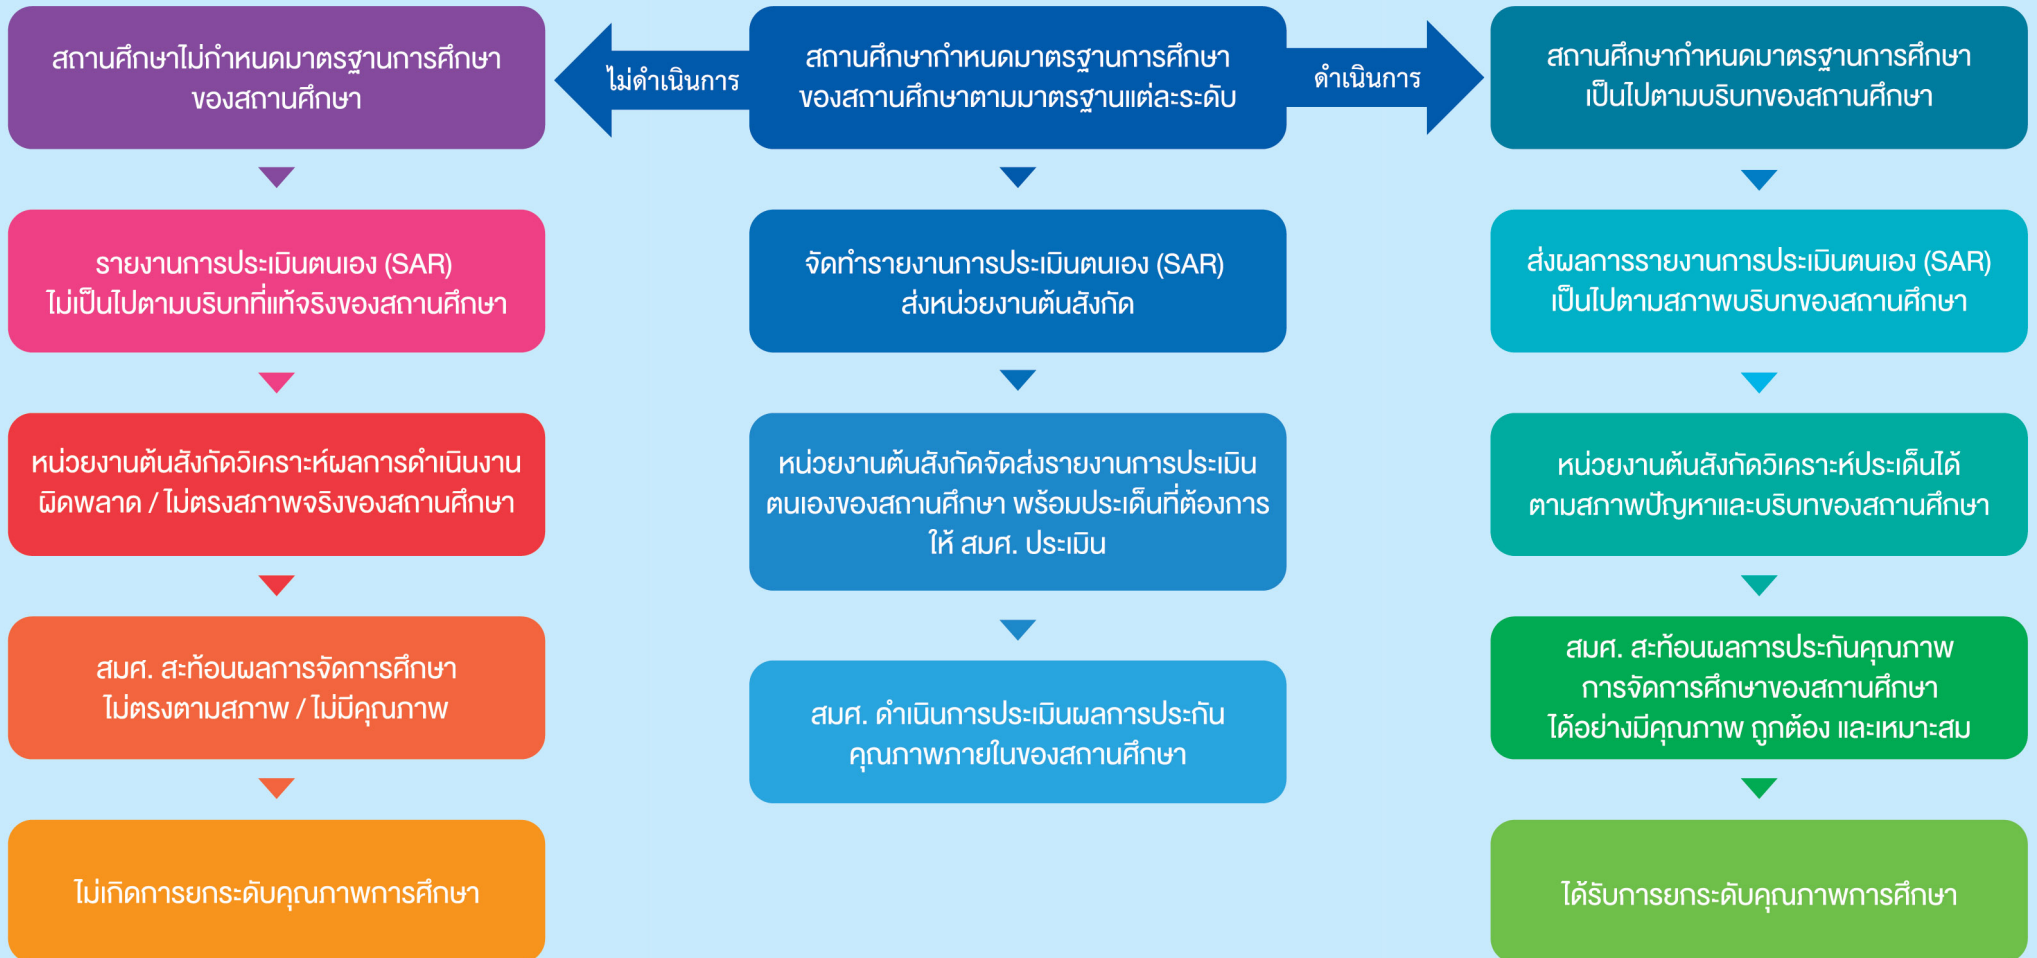 สถานศึกษาไม่กำหนดมาตรฐานการศึกษา
ของสถานศึกษา
ไม่ดำเนินการ
สถานศึกษากำหนดมาตรฐานการศึกษา
ของสถานศึกษาตามมาตรฐานแต่ละระดับ
ดำเนินการ
สถานศึกษากำหนดมาตรฐานการศึกษา
เป็นไปตามบริบทของสถานศึกษา
รายงานการประเมินตนเอง (SAR)
ไม่เป็นไปตามบริบทที่แท้จริงของสถานศึกษา
จัดทำรายงานการประเมินตนเอง (SAR)
ส่งหน่วยงานต้นสังกัด
ส่งผลการรายงานการประเมินตนเอง (SAR)
เป็นไปตามสภาพบริบทของสถานศึกษา
หน่วยงานต้นสังกัดวิเคราะห์ผลการดำเนินงาน
ผิดพลาด / ไม่ตรงสภาพจริงของสถานศึกษา
หน่วยงานต้นสังกัดจัดส่งรายงานการประเมิน
ตนเองของสถานศึกษา พร้อมประเด็นที่ต้องการ
ให้ สมศ. ประเมิน
หน่วยงานต้นสังกัดวิเคราะห์ประเด็นได้
ตามสภาพปัญหาและบริบทของสถานศึกษา
สมศ. สะท้อนผลการจัดการศึกษา
ไม่ตรงตามสภาพ / ไม่มีคุณภาพ
สมศ. ดำเนินการประเมินผลการประกัน
คุณภาพภายในของสถานศึกษา
สมศ. สะท้อนผลการประกันคุณภาพ
การจัดการศึกษาของสถานศึกษา
ได้อย่างมีคุณภาพ ถูกต้อง และเหมาะสม
ไม่เกิดการยกระดับคุณภาพการศึกษา
ได้รับการยกระดับคุณภาพการศึกษา